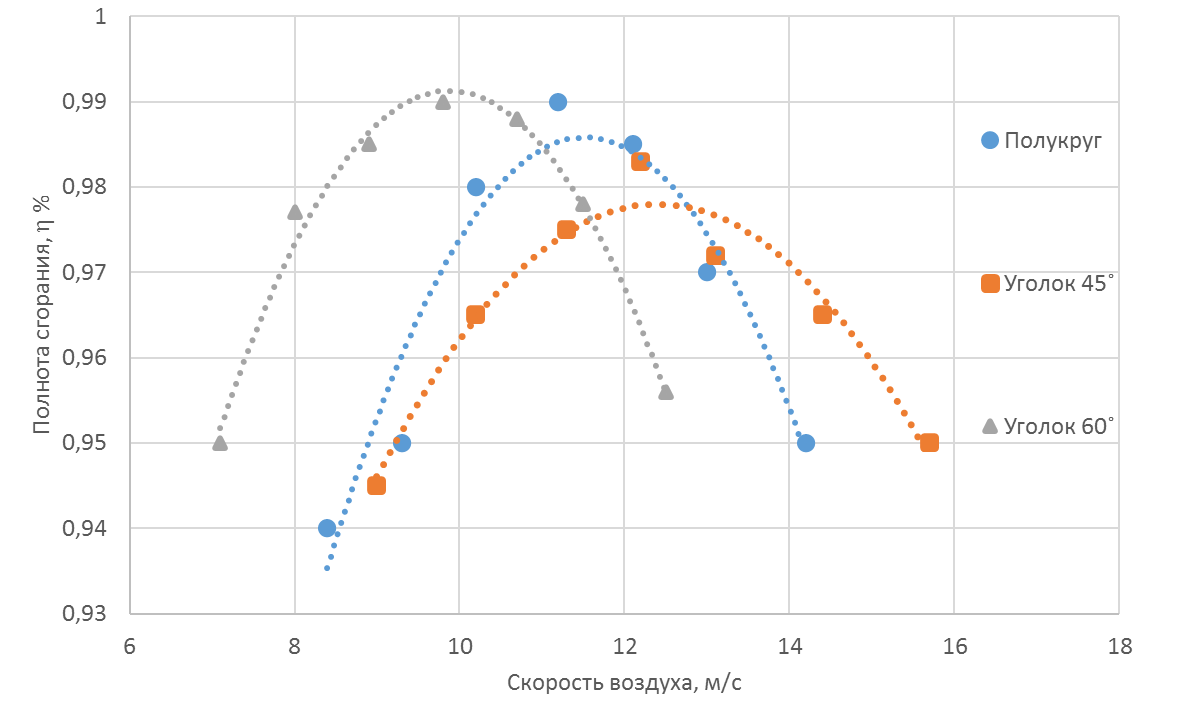 1
0,99
0,98
0,97
0,96
0,95
0,94
0,93
Полнота сгорания, η %
6 8 10 12 14 16 18
Скорость воздуха, м/с
Полукруг
Уголок 45˚
Уголок 60˚